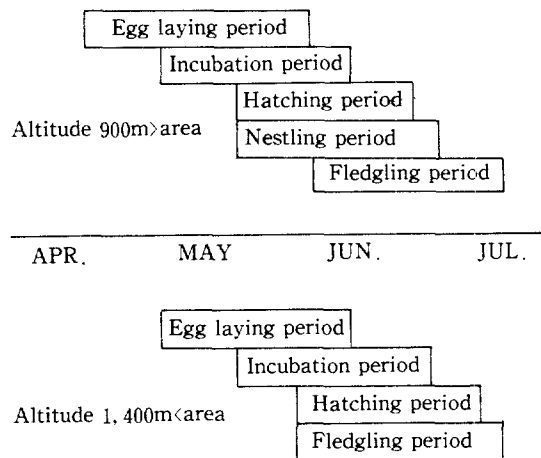 Egg laying period
Incubation period
Hatching period
Altitude 900m>area
Nestling period
Fledgling period
APR. MAY JUN. JUL.
Egg laying period
Incubation period
Hatching period
Altitude 1,400m<area
Fledgling period